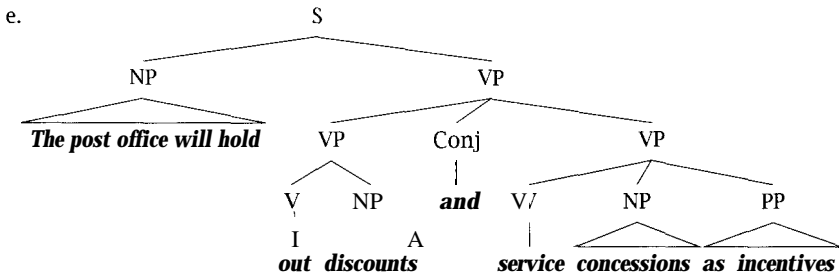 e. S
NP VP
The post office will hold VP Conj VP
V NP and V/ NP PP
I A
out discounts service concessions as incentives